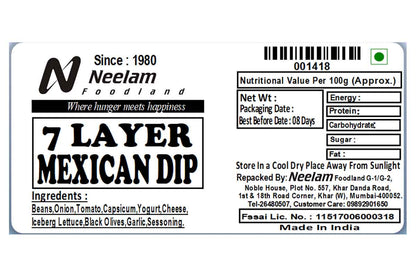 Since : 1980
Neelam
Foodland
Where hunger meets happiness
7 LAYER
MEXICAN DIP
Ingredents :
Beans,Onion,Tomato,Capsicum,Yogurt,Cheese,
Iceberg Lettuce,Black Olives,Garlic,Sessoning.
001418
Nutritional Value Per 100g (Approx.)
Net Wt :
Packaging Date :
Best Before Date : 08 Days
Energy :
Protein :
Carbohydrate:
Sugar :
Fat :
Store In a Cool Dry Place Away From Sunlight
Repacked By: Neelam Foodland G-1/G-2,
Noble House, Plot No. 557, Khar Danda Road,
1st & 18th Road Corner, Khar (W), Mumbai-400052.
Tel-26480507, Customer Care: 09892901650
Fssai Lic. No. : 11517006000318
Made In India